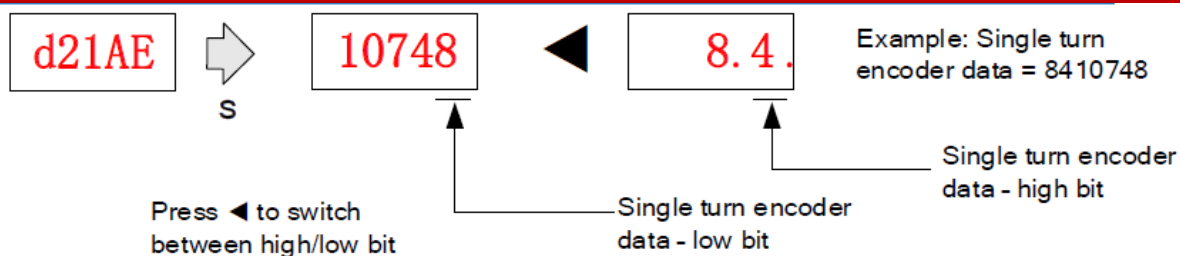 d21AE
S
10748
8.4.
Example: Single turn
encoder data = 8410748
Single turn encoder
data - high bit
Single turn encoder
data - low bit
Press ◄ to switch
between high/low bit